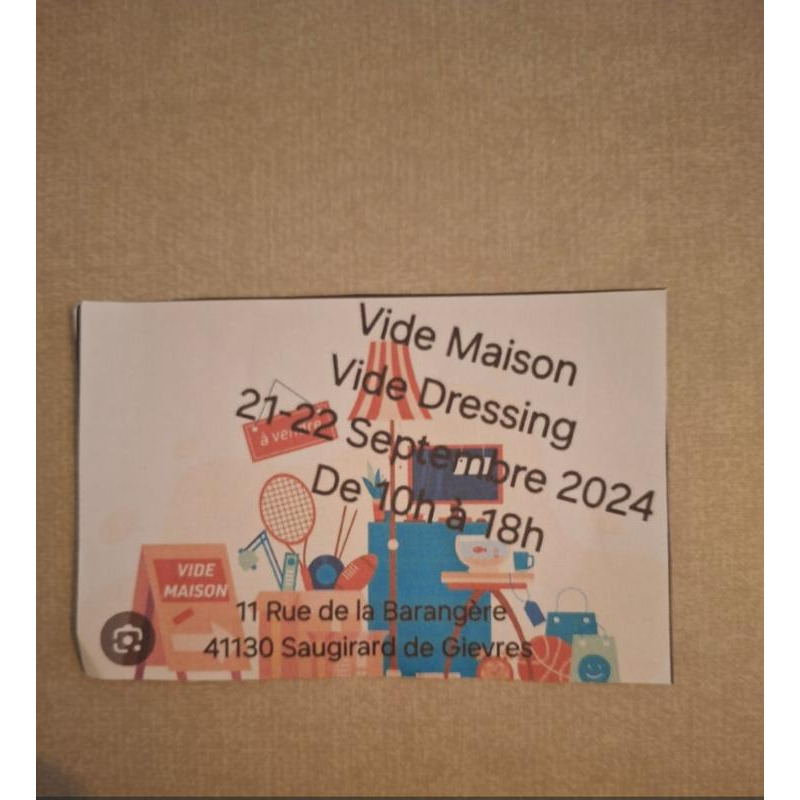 Vide Maison
Vide Dressing
21-22 Septembre 2024
De 10h à 18h
à vendre
VIDE
MAISON
11 Rue de la Barangère
41130 Saugirard de Gievres